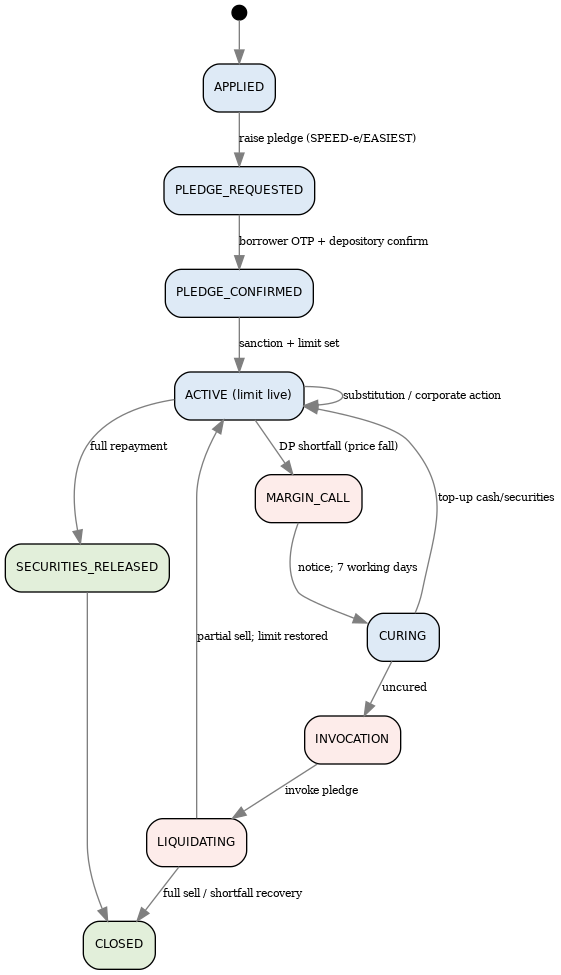 APPLIED
raise pledge (SPEED-e/EASIEST)
PLEDGE_REQUESTED
borrower OTP + depository confirm
PLEDGE_CONFIRMED
sanction + limit set
ACTIVE (limit live)
substitution / corporate action
full repayment
DP shortfall (price fall)
MARGIN_CALL
top-up cash/securities
SECURITIES_RELEASED
notice; 7 working days
CURING
partial sell; limit restored
uncured
INVOCATION
invoke pledge
LIQUIDATING
full sell / shortfall recovery
CLOSED